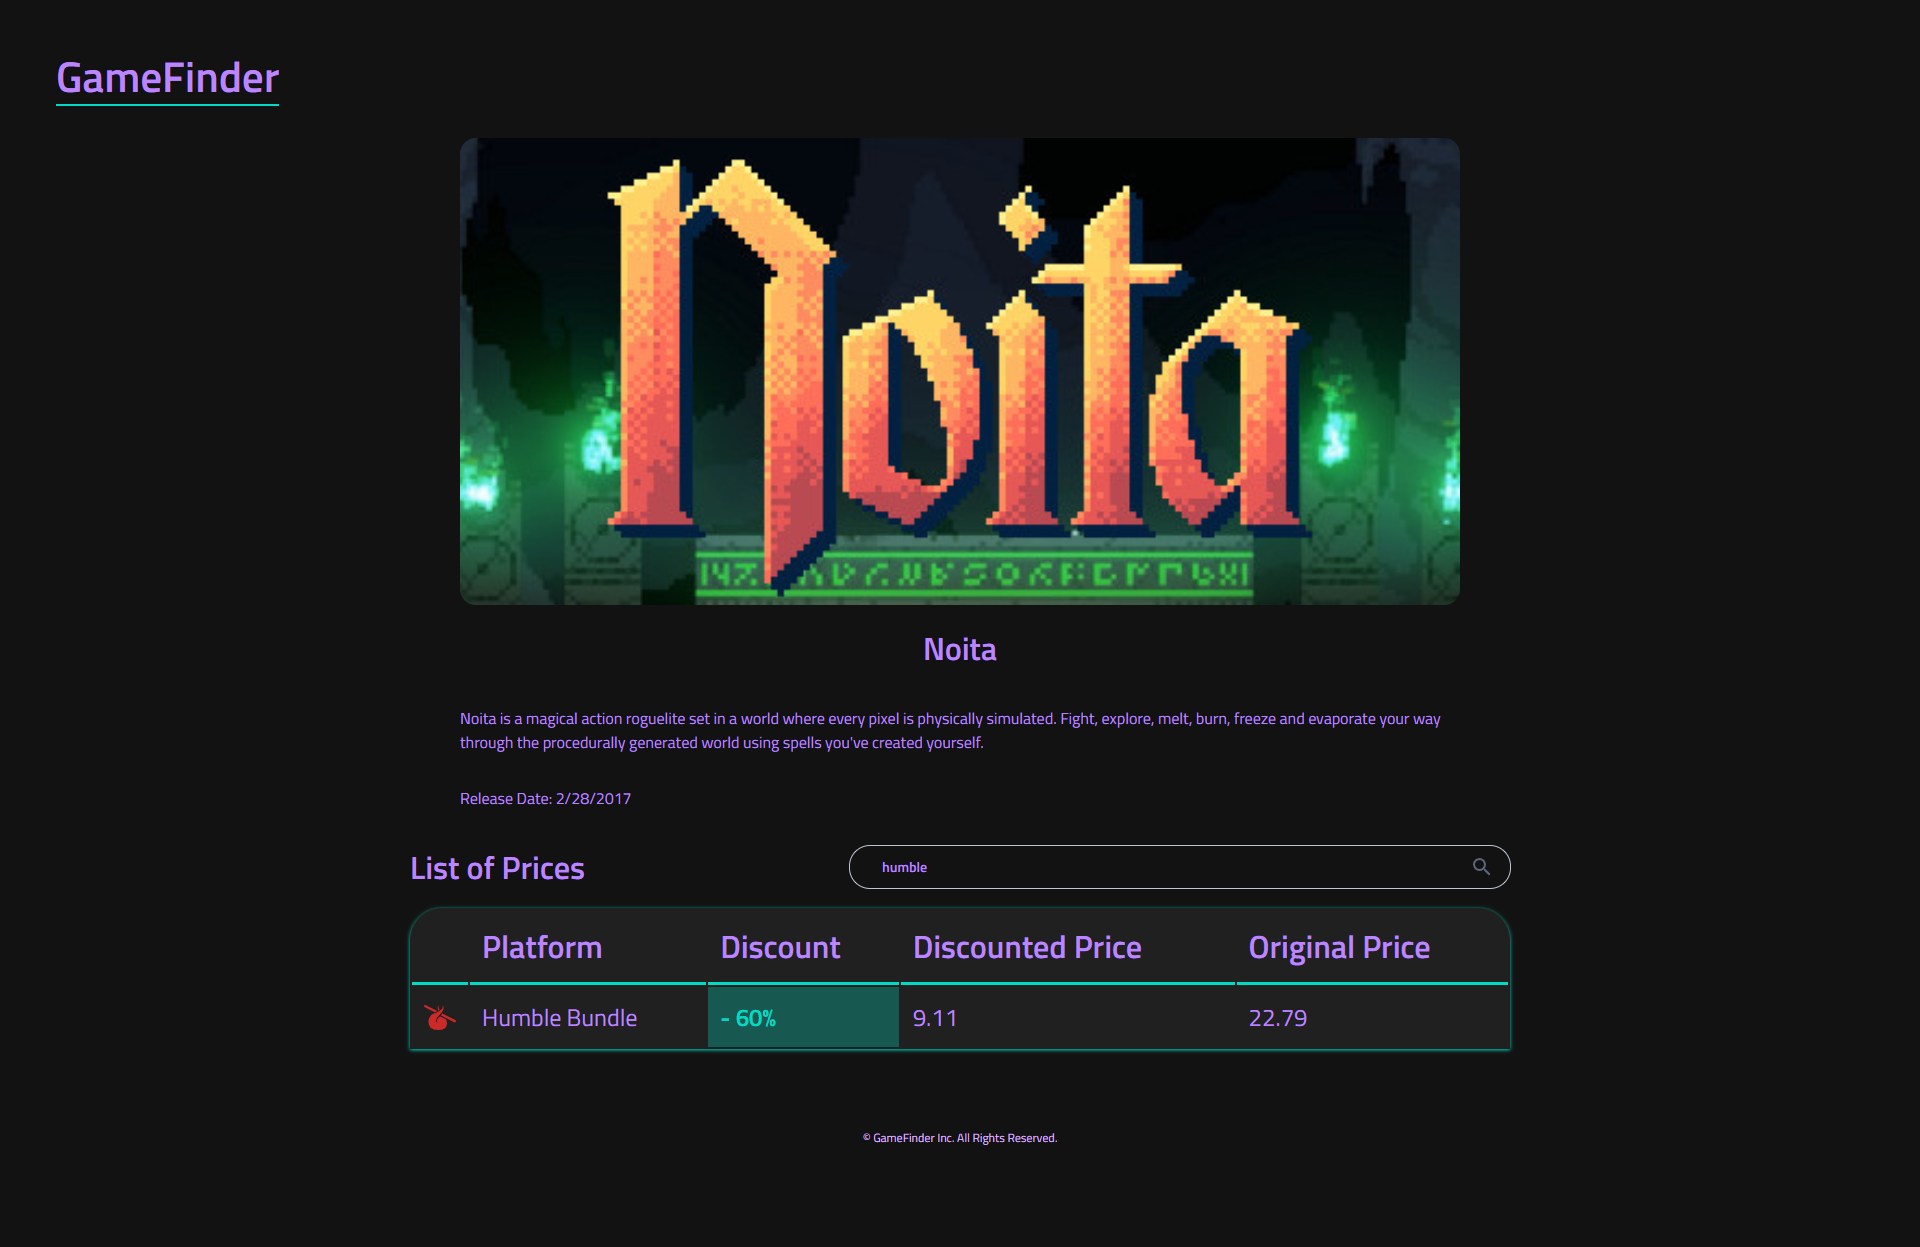 GameFinder
Noita
Noita
Noita is a magical action roguelite set in a world where every pixel is physically simulated. Fight, explore, melt, burn, freeze and evaporate your way
through the procedurally generated world using spells you've created yourself.
Release Date: 2/28/2017
List of Prices
humble
Platform Discount Discounted Price Original Price
Humble Bundle - 60% 9.11 22.79
© GameFinder Inc. All Rights Reserved.